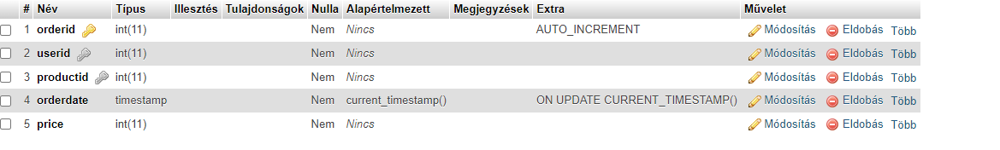 # Név Típus Illesztés Tulajdonságok Nulla Alapértelmezett Megjegyzések Extra Művelet
1 orderid int(11) Nem Nincs AUTO_INCREMENT Módosítás Eldobás Több
2 userid int(11) Nem Nincs Módosítás Eldobás Több
3 productid int(11) Nem Nincs Módosítás Eldobás Több
4 orderdate timestamp Nem current_timestamp() ON UPDATE CURRENT_TIMESTAMP() Módosítás Eldobás Több
5 price int(11) Nem Nincs Módosítás Eldobás Több